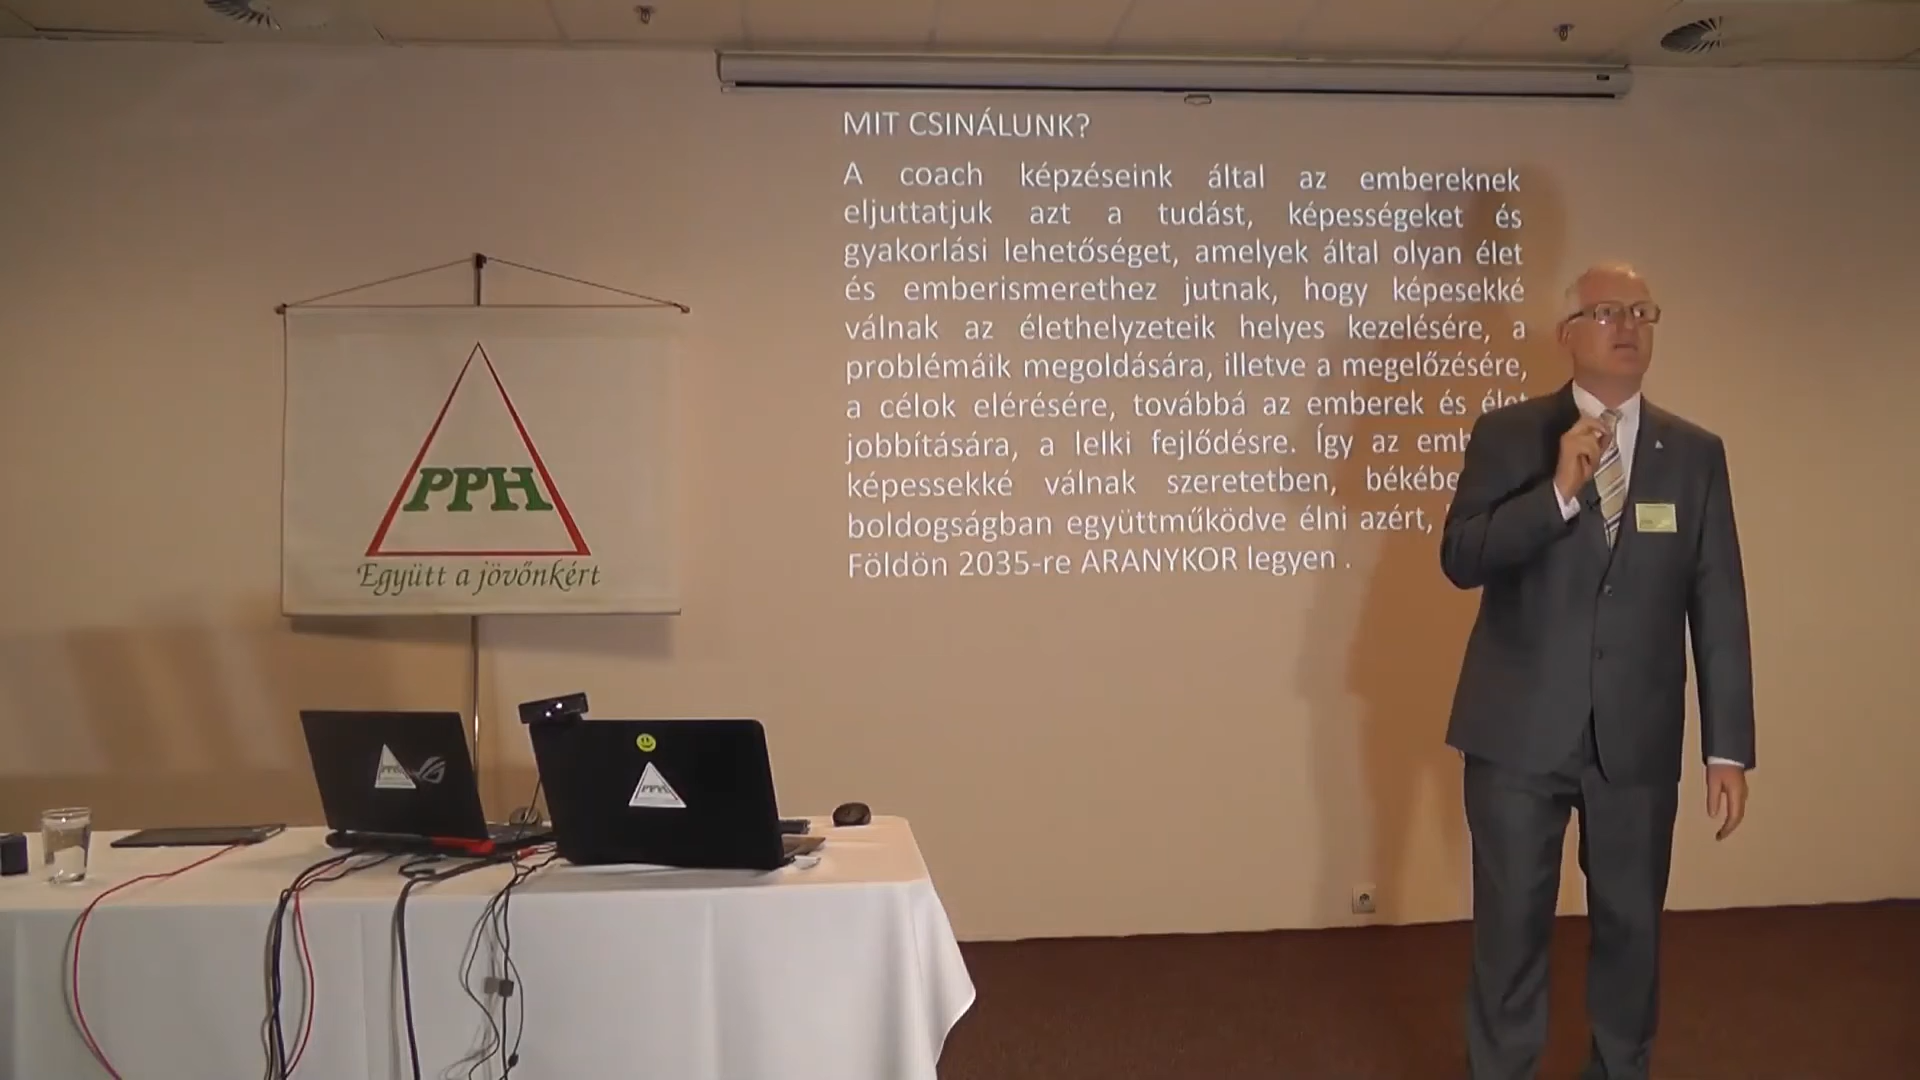 MIT CSINÁLUNK?
A coach képzéseink által az embereknek
eljuttatjuk azt a tudást, képességeket és
gyakorlási lehetőséget, amelyek által olyan élet
és emberismerethez jutnak, hogy képesekké
válnak az élethelyzeteik helyes kezelésére, a
problémáik megoldására, illetve a megelőzésére,
a célok elérésére, továbbá az emberek és élet
jobbítására, a lelki fejlődésre. Így az
képessekké válnak szeretetben,
boldogságban együttműködve élni azért,
Földön 2035-re ARANYKOR legyen .
PPH
Együtt a jövőnkért
PPH
PPH